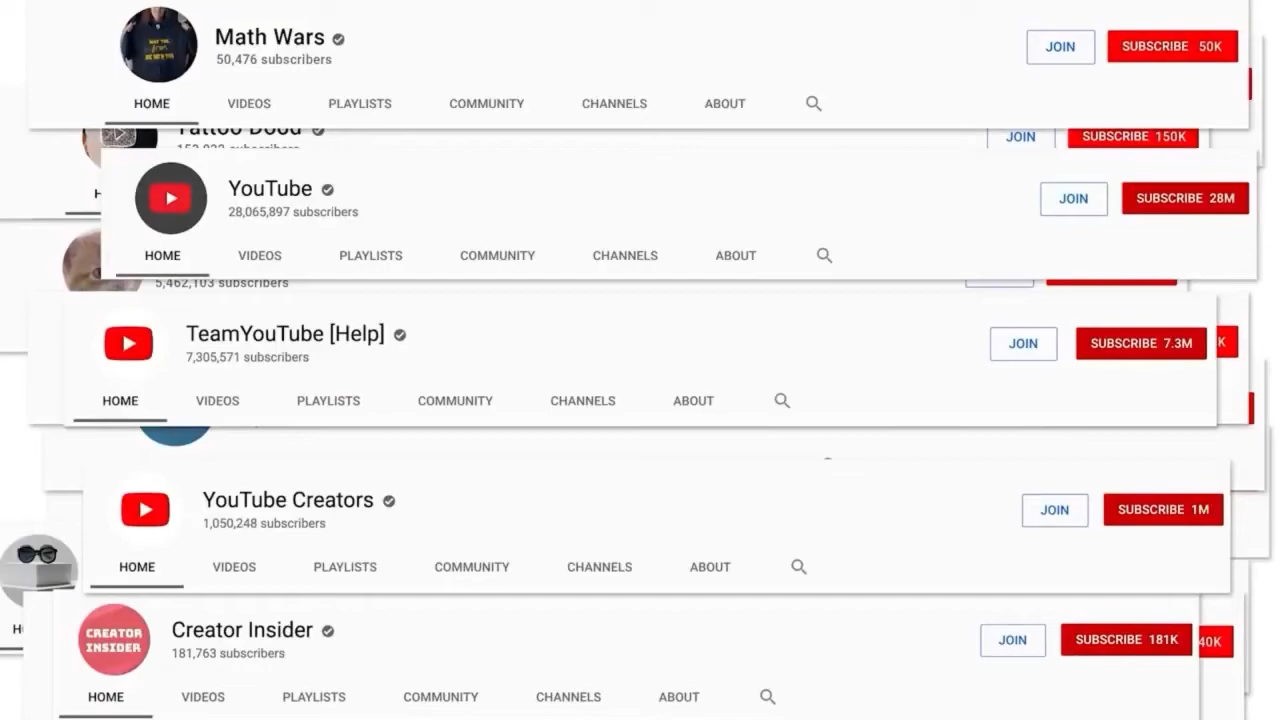 Math Wars
50,476 subscribers
JOIN
SUBSCRIBE 50K
HOME VIDEOS PLAYLISTS COMMUNITY CHANNELS ABOUT
Tattoo Dood
JOIN
SUBSCRIBE 150K
YouTube
28,065,897 subscribers
JOIN
SUBSCRIBE 28M
HOME VIDEOS PLAYLISTS COMMUNITY CHANNELS ABOUT
5,462,103 subscribers
TeamYouTube [Help]
7,305,571 subscribers
JOIN
SUBSCRIBE 7.3M
K
HOME VIDEOS PLAYLISTS COMMUNITY CHANNELS ABOUT
YouTube Creators
1,050,248 subscribers
JOIN
SUBSCRIBE 1M
HOME VIDEOS PLAYLISTS COMMUNITY CHANNELS ABOUT
CREATOR
INSIDER
Creator Insider
181,763 subscribers
JOIN
SUBSCRIBE 181K
40K
HOME VIDEOS PLAYLISTS COMMUNITY CHANNELS ABOUT